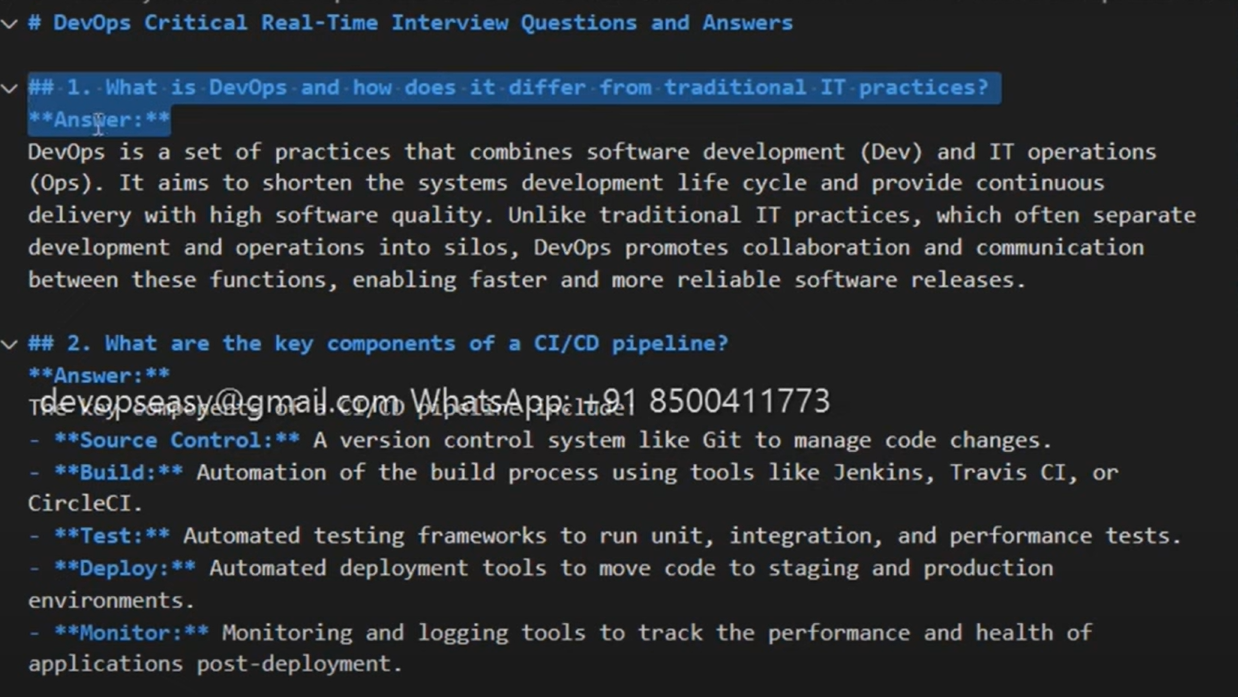 # DevOps Critical Real-Time Interview Questions and Answers
## 1. What is DevOps and how does it differ from traditional IT practices?
**Answer:**
DevOps is a set of practices that combines software development (Dev) and IT operations
(Ops). It aims to shorten the systems development life cycle and provide continuous
delivery with high software quality. Unlike traditional IT practices, which often separate
development and operations into silos, DevOps promotes collaboration and communication
between these functions, enabling faster and more reliable software releases.
## 2. What are the key components of a CI/CD pipeline?
**Answer:**
devopseasy@gmail.com WhatsApp: +91 8500411773
The key components of a CI/CD pipeline include:
- **Source Control:** A version control system like Git to manage code changes.
- **Build:** Automation of the build process using tools like Jenkins, Travis CI, or
CircleCI.
- **Test:** Automated testing frameworks to run unit, integration, and performance tests.
- **Deploy:** Automated deployment tools to move code to staging and production
environments.
- **Monitor:** Monitoring and logging tools to track the performance and health of
applications post-deployment.